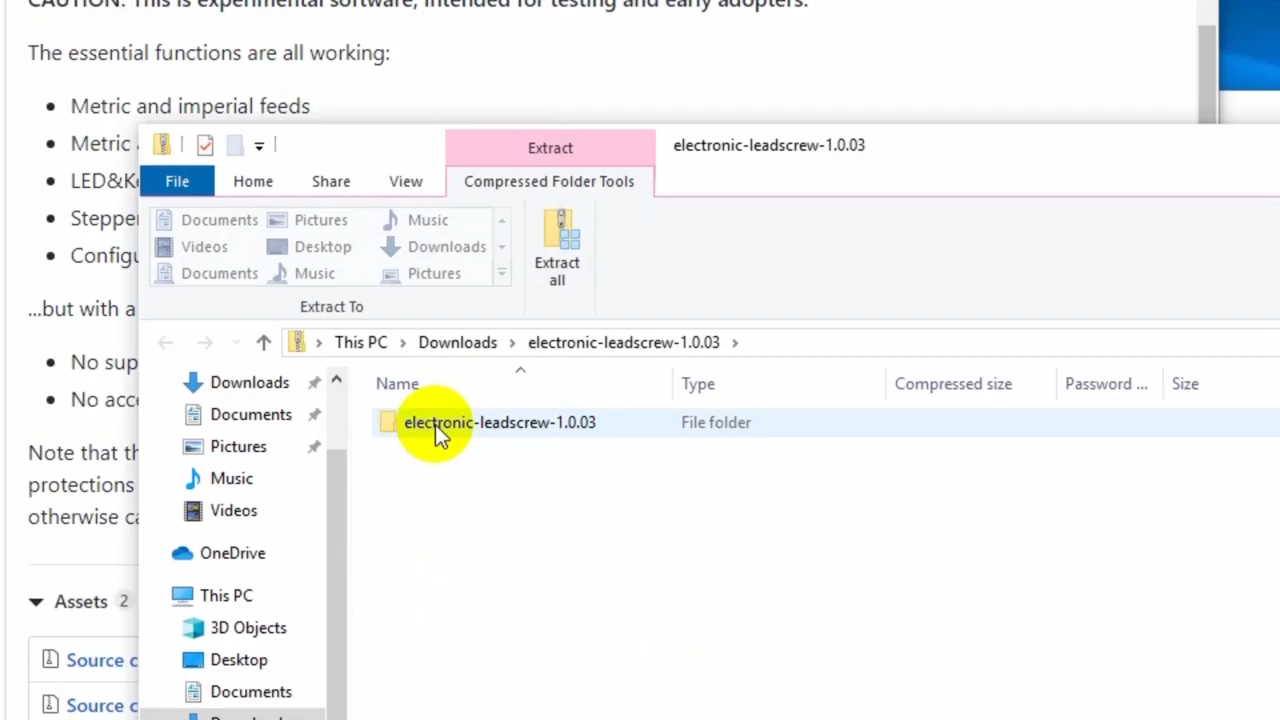 CAUTION: This is experimental software, intended for testing and early adopters.
The essential functions are all working:
Metric and imperial feeds
Metric
LED&K
Stepper
Config
...but with a
No sup
No acc
Note that th
protections
otherwise ca
Assets 2
Source c
Source c
Extract
electronic-leadscrew-1.0.03
File Home Share View Compressed Folder Tools
Documents Pictures Music
Videos Desktop Downloads
Documents Music Pictures
Extract all
Extract To
This PC > Downloads > electronic-leadscrew-1.0.03 >
Downloads
Documents
Pictures
Music
Videos
OneDrive
This PC
3D Objects
Desktop
Documents
Name Type Compressed size Password ... Size
electronic-leadscrew-1.0.03 File folder